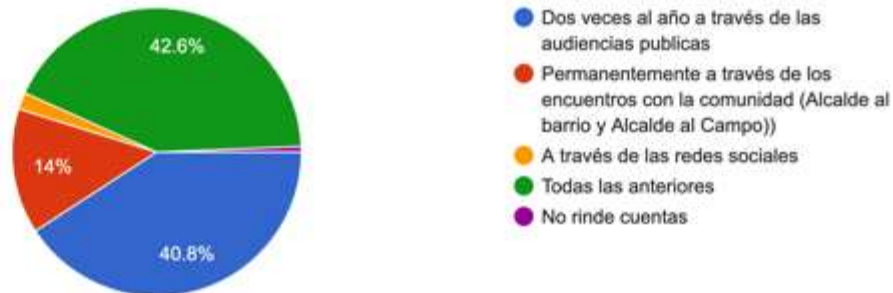 42.6%
14%
40.8%
Dos veces al año a través de las
audiencias publicas
Permanentemente a través de los
encuentros con la comunidad (Alcalde al
barrio y Alcalde al Campo))
A través de las redes sociales
Todas las anteriores
No rinde cuentas